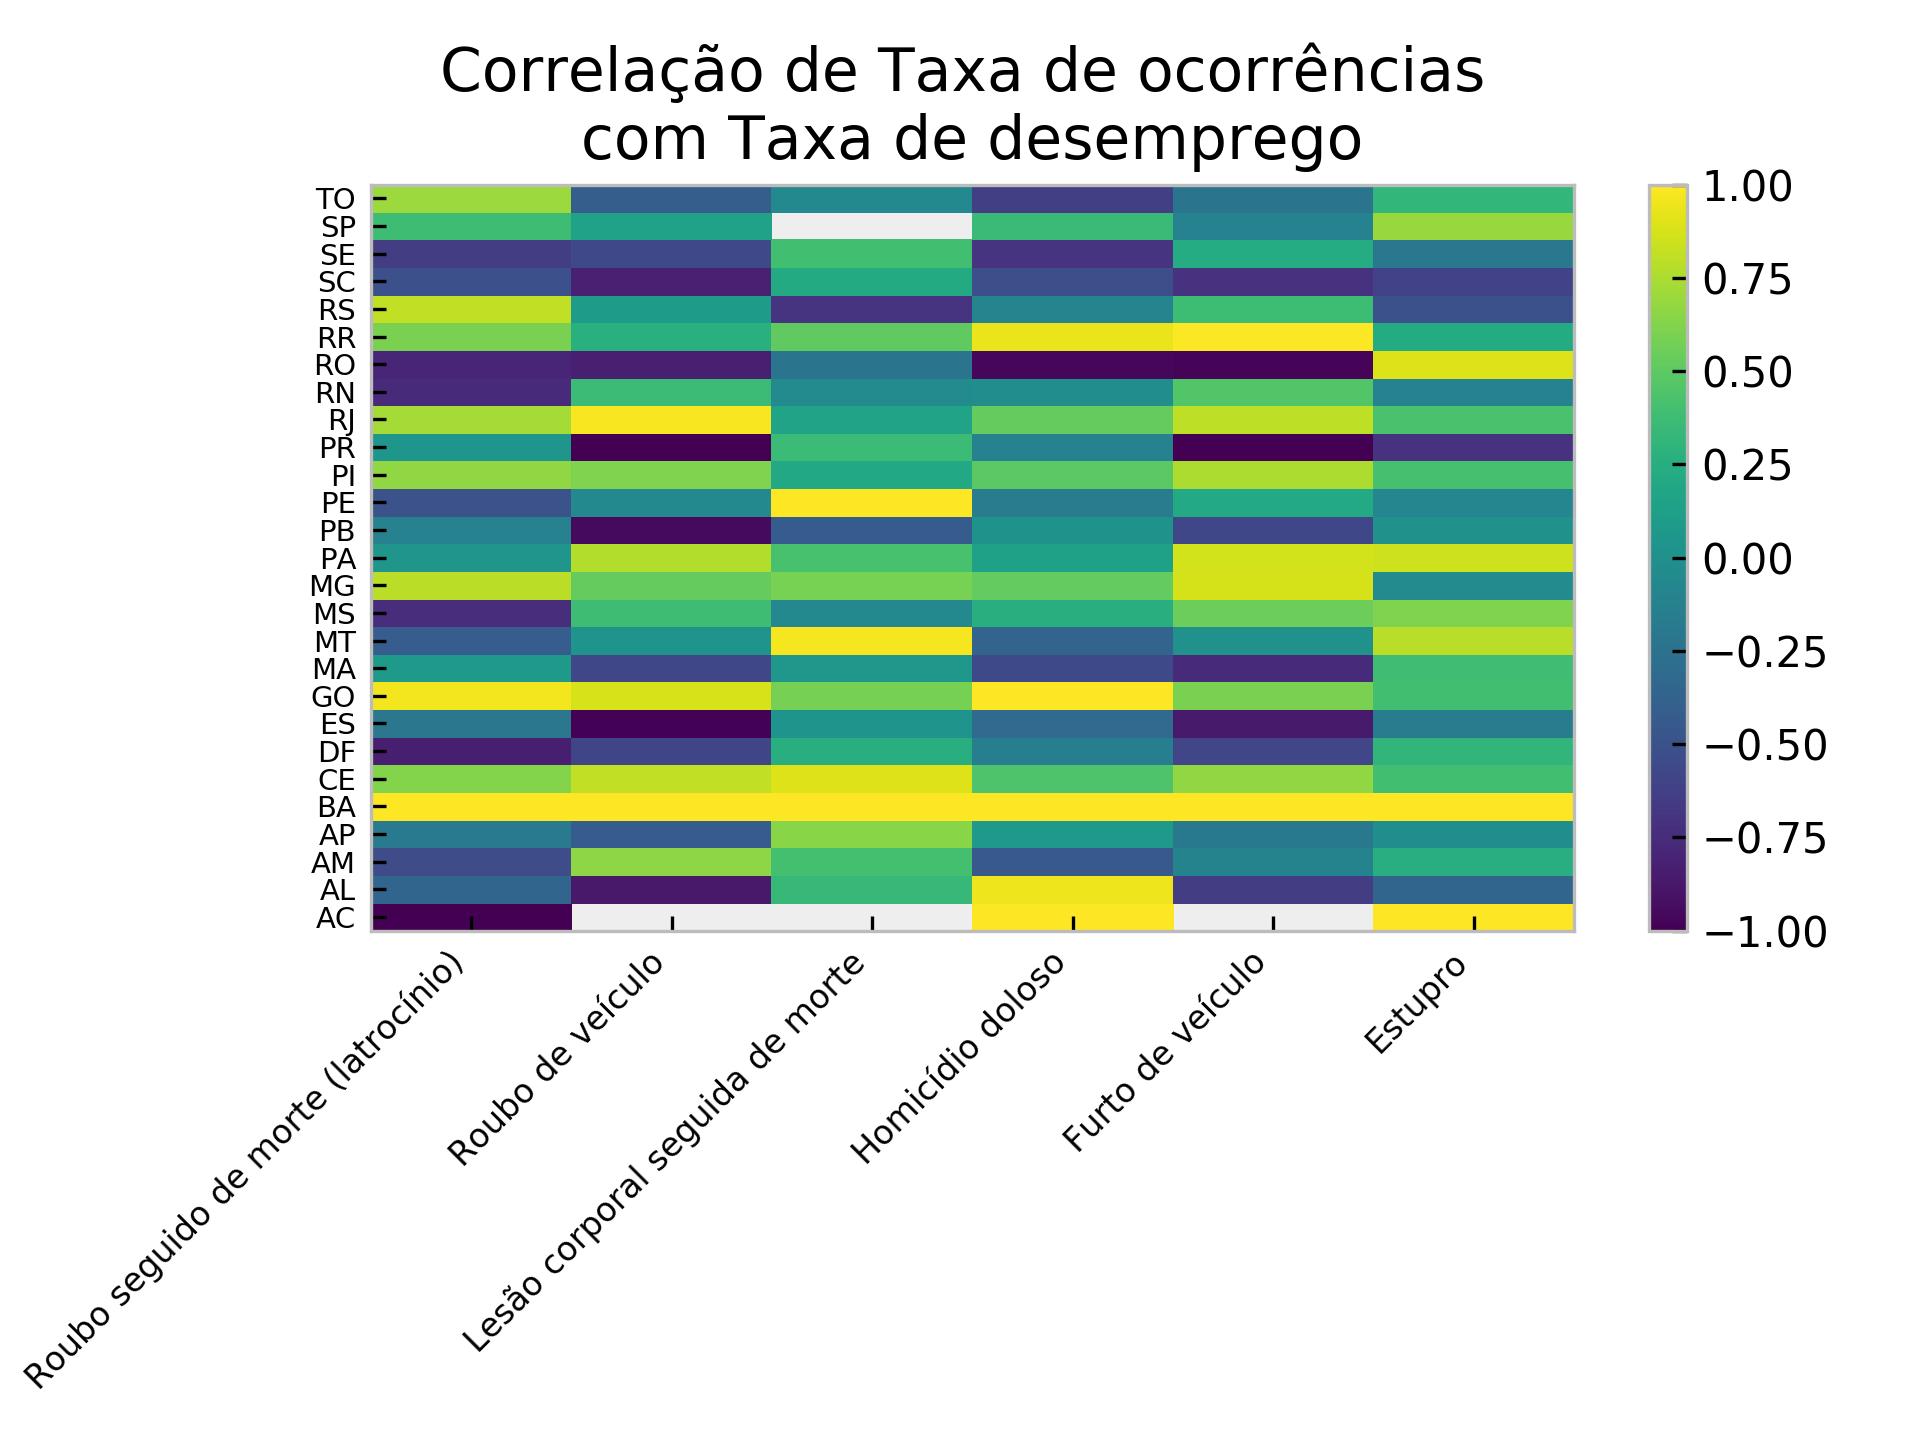 Correlação de Taxa de ocorrências
com Taxa de desemprego
TO
SP
SE
SC
RS
RR
RO
RN
RJ
PR
PI
PE
PB
PA
MG
MS
MT
MA
GO
ES
DF
CE
BA
AP
AM
AL
AC
Roubo seguido de morte (latrocínio)
Roubo de veículo
Lesão corporal seguida de morte
Homicídio doloso
Furto de veículo
Estupro
1.00
0.75
0.50
0.25
0.00
−0.25
−0.50
−0.75
−1.00